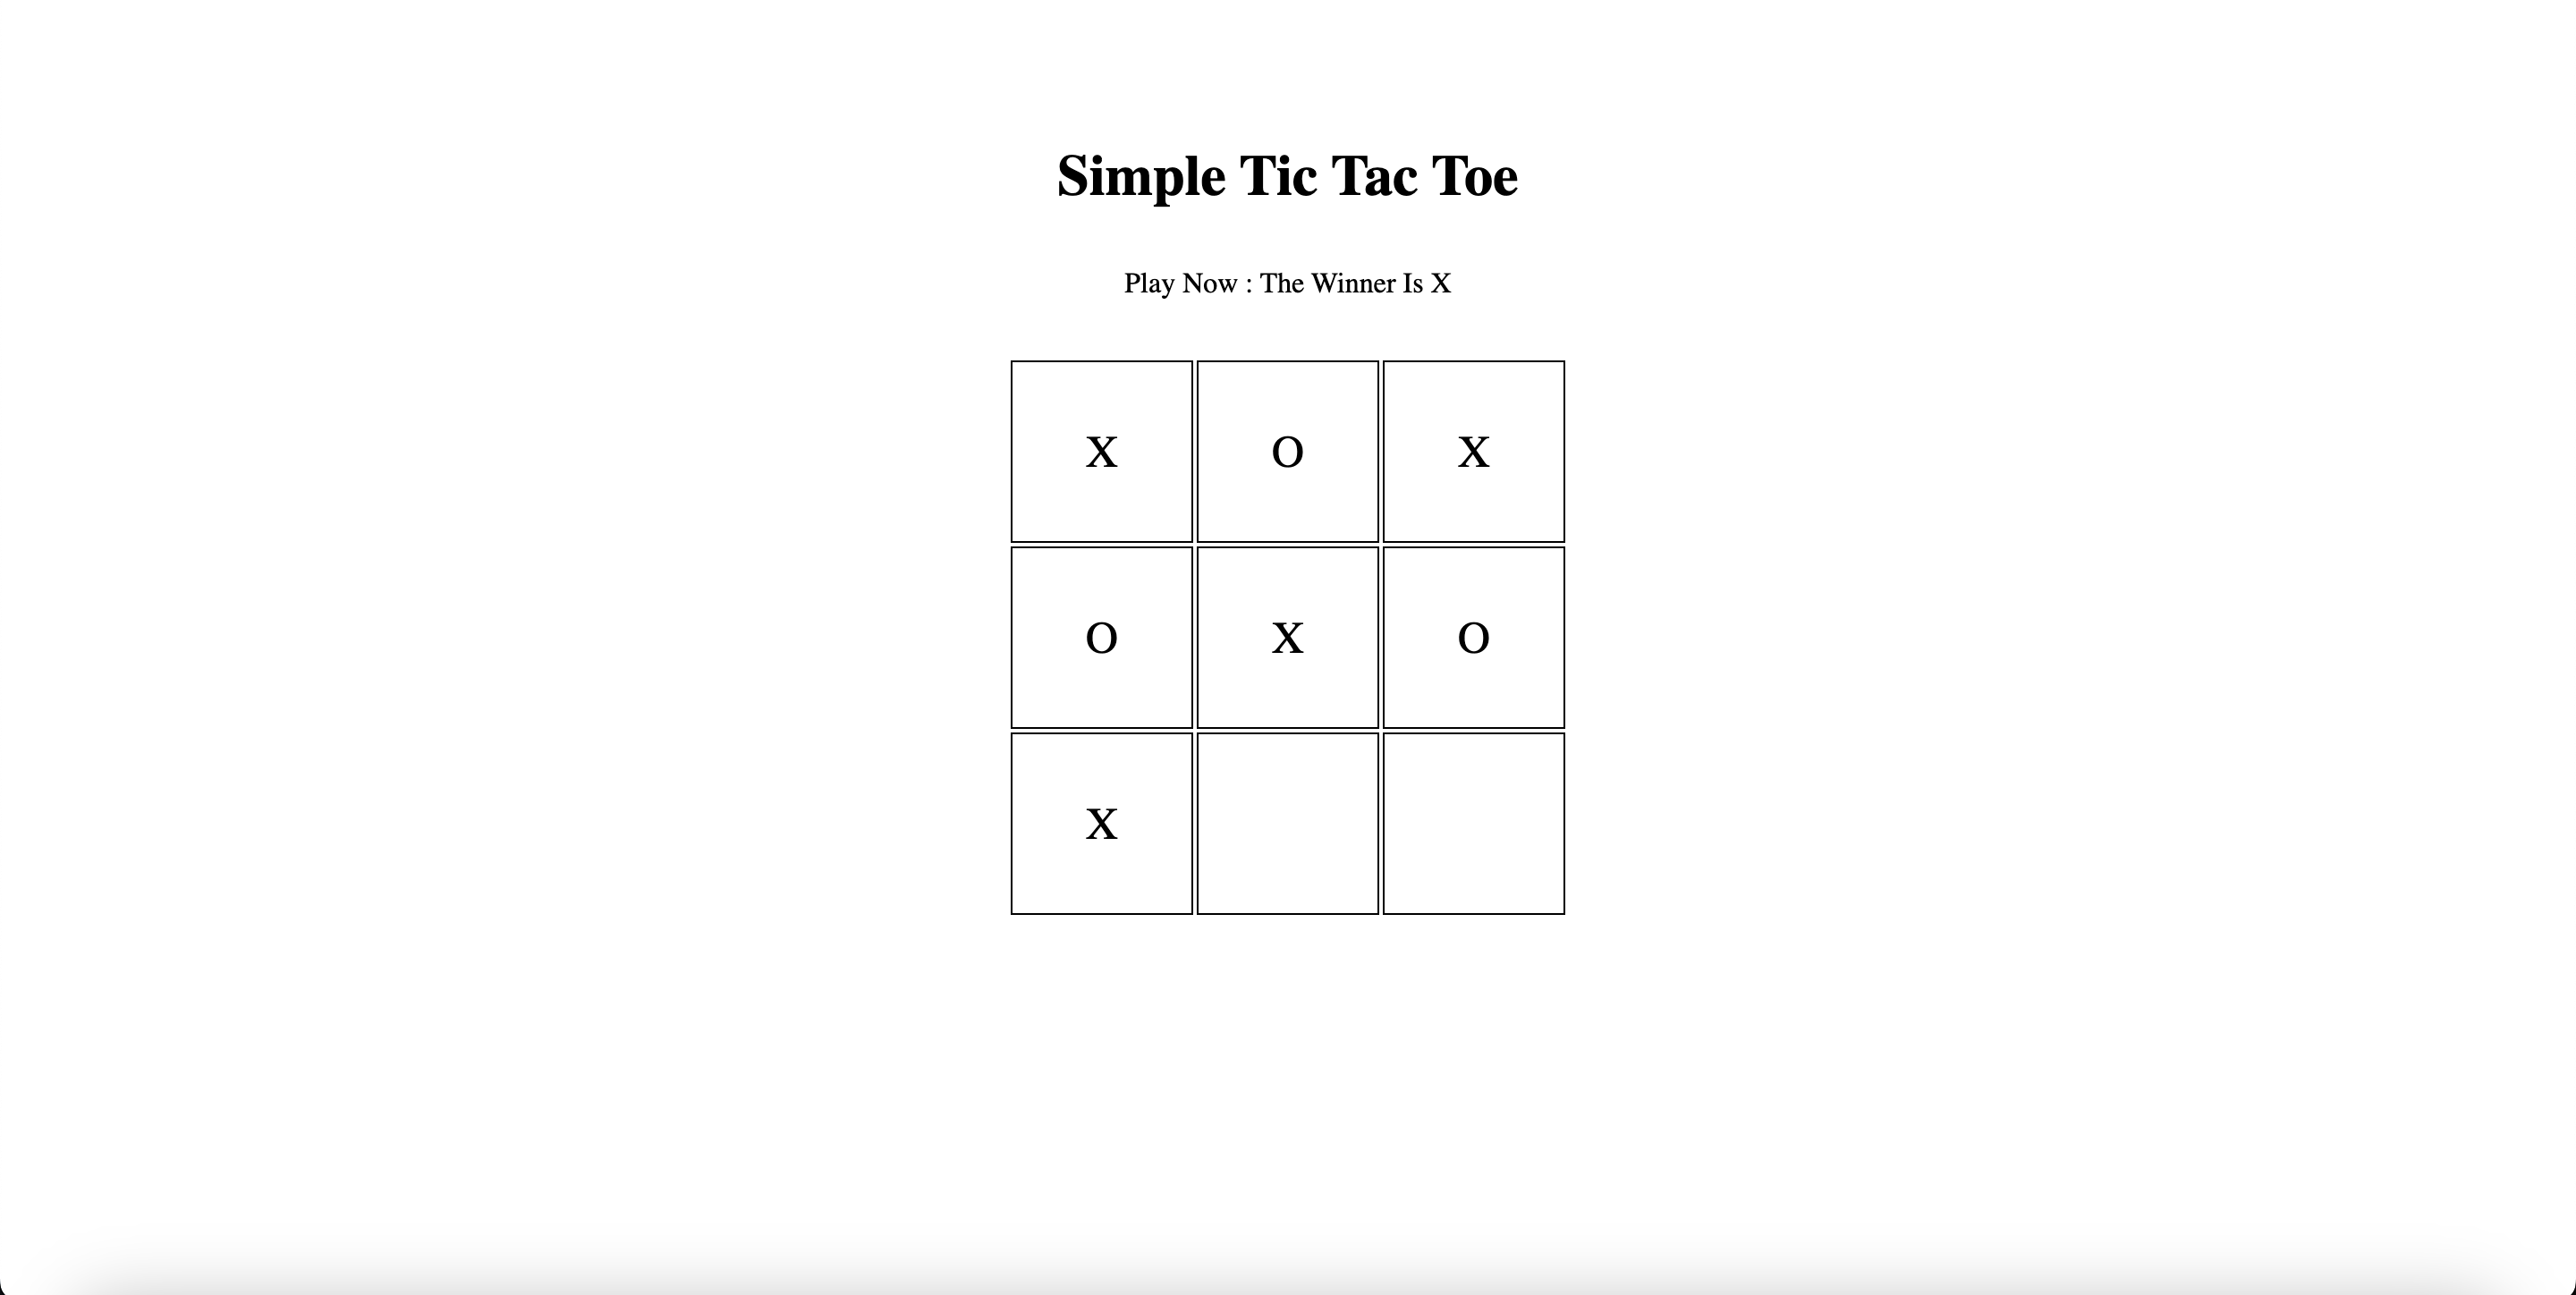 Simple Tic Tac Toe
Play Now : The Winner Is X
X O X
O X O
X